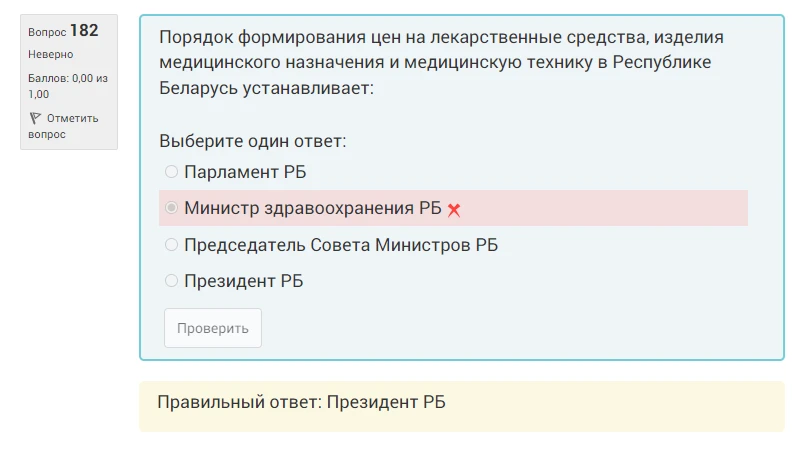 Вопрос 182
Неверно
Баллов: 0,00 из
1,00
Отметить
вопрос
Порядок формирования цен на лекарственные средства, изделия
медицинского назначения и медицинскую технику в Республике
Беларусь устанавливает:
Выберите один ответ:
Парламент РБ
Министр здравоохранения РБ
Председатель Совета Министров РБ
Президент РБ
Проверить
Правильный ответ: Президент РБ